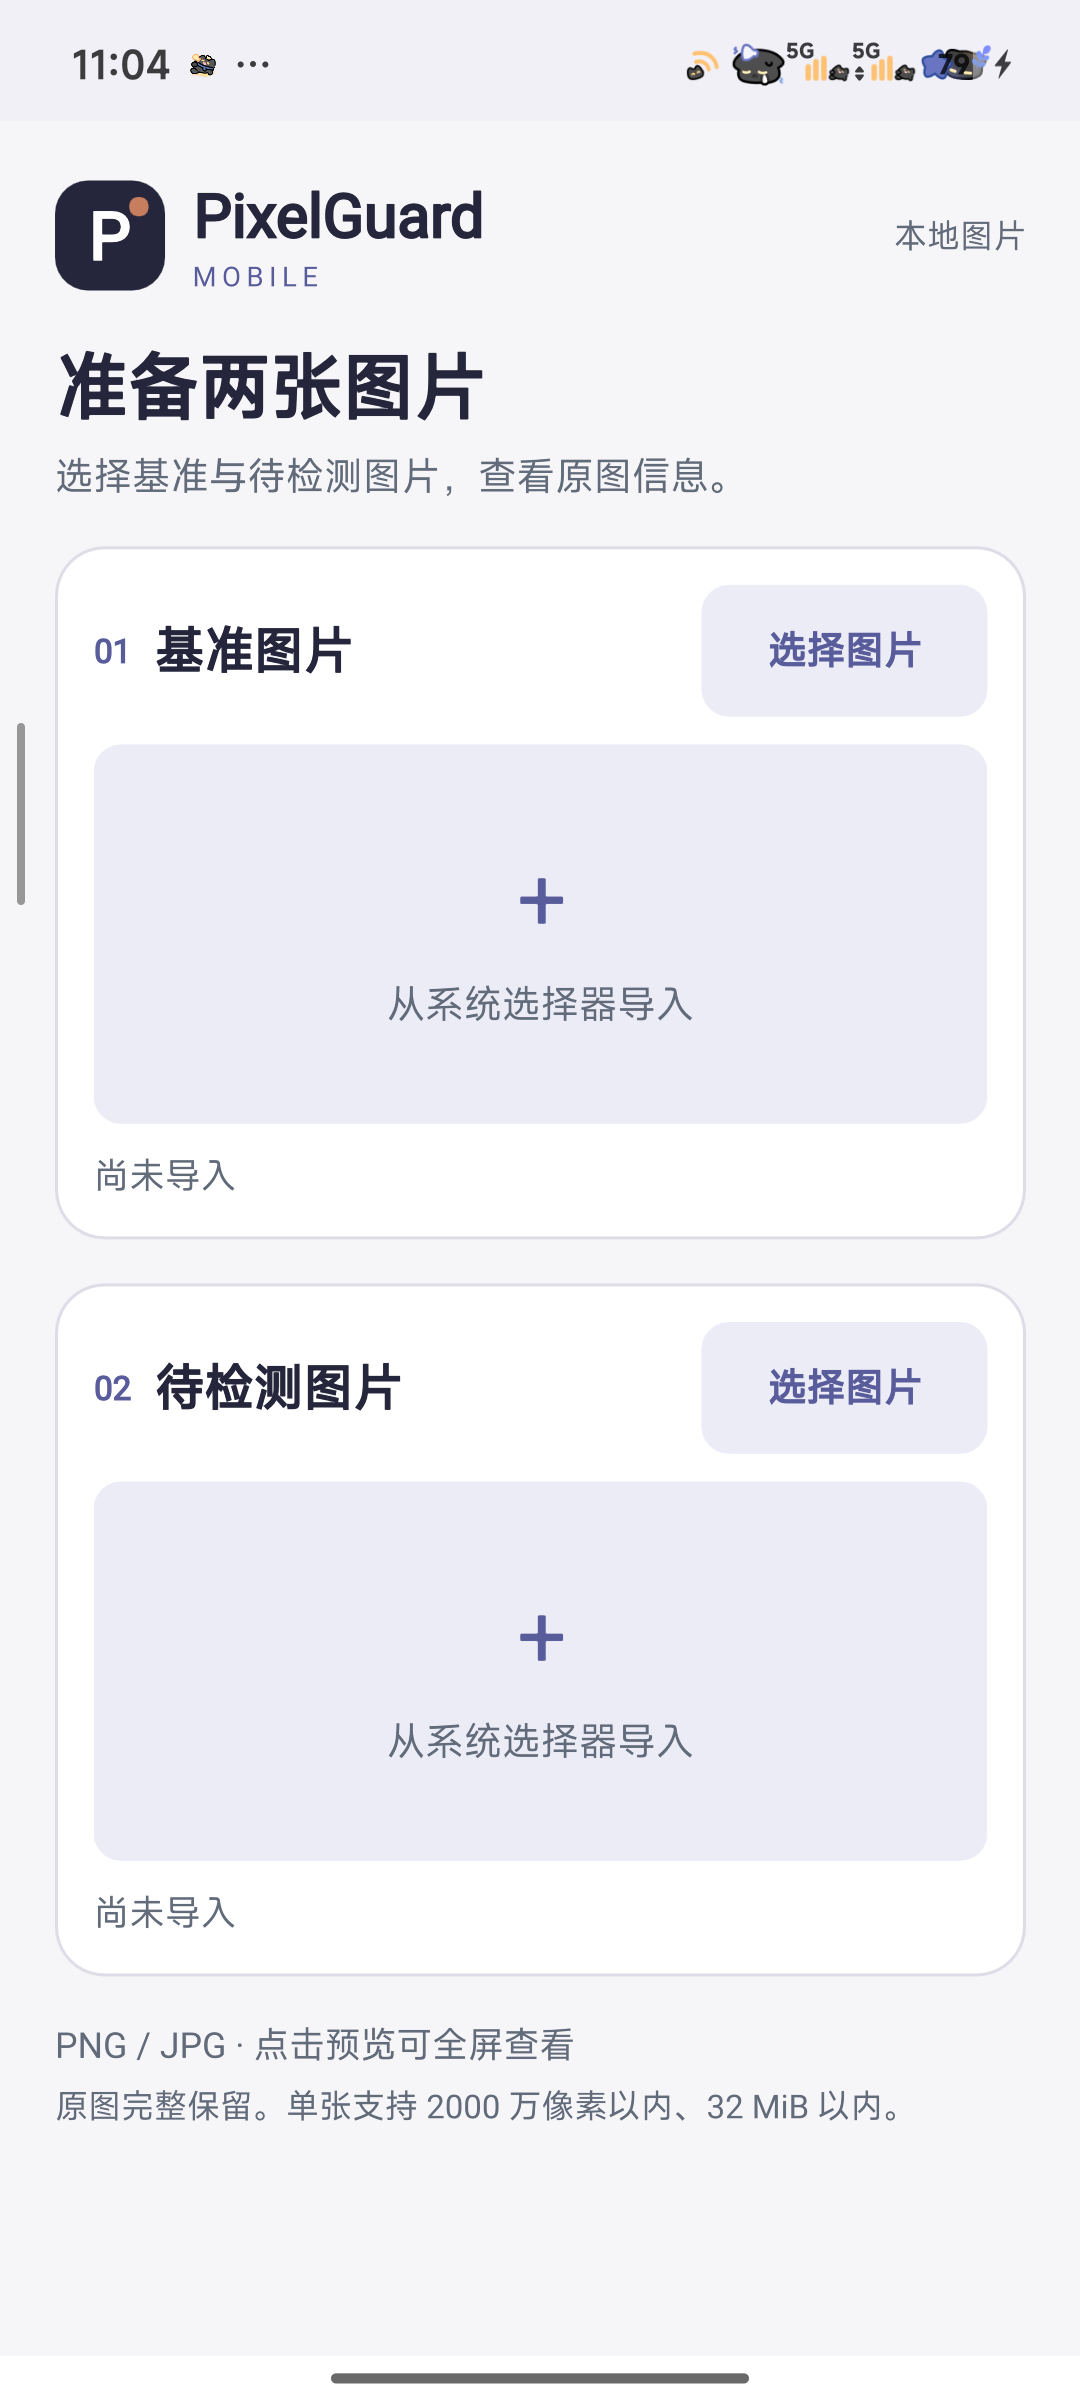 11:04 ... 5G 5G 79
P PixelGuard
MOBILE
本地图片
准备两张图片
选择基准与待检测图片，查看原图信息。
01 基准图片 选择图片
+
从系统选择器导入
尚未导入
02 待检测图片 选择图片
+
从系统选择器导入
尚未导入
PNG / JPG · 点击预览可全屏查看
原图完整保留。单张支持 2000 万像素以内、32 MiB 以内。